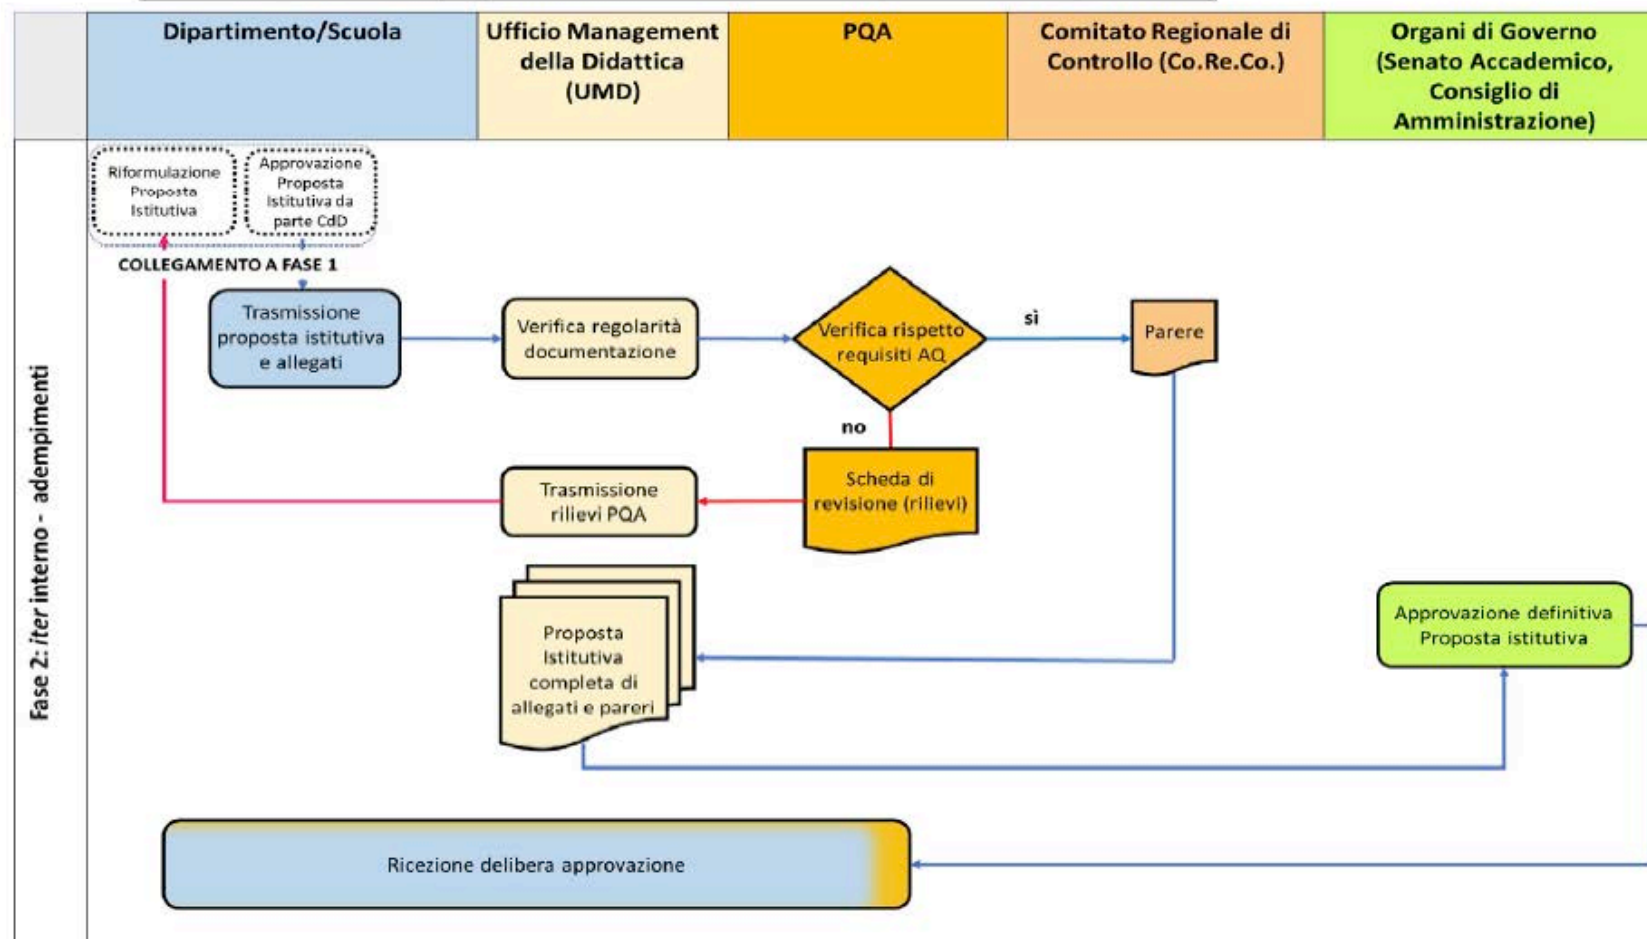 Dipartimento/Scuola
Ufficio Management
della Didattica
(UMD)
PQA
Comitato Regionale di
Controllo (Co.Re.Co.)
Organi di Governo
(Senato Accademico,
Consiglio di
Amministrazione)
Fase 2: iter interno - adempimenti
Riformulazione
Proposta
Istitutiva
Approvazione
Proposta
Istitutiva da
parte CdD
COLLEGAMENTO A FASE 1
Trasmissione
proposta istitutiva
e allegati
Verifica regolarità
documentazione
Verifica rispetto
requisiti AQ
sì
Parere
no
Scheda di
revisione (rilievi)
Trasmissione
rilievi PQA
Proposta
Istitutiva
completa di
allegati e pareri
Approvazione definitiva
Proposta istitutiva
Ricezione delibera approvazione